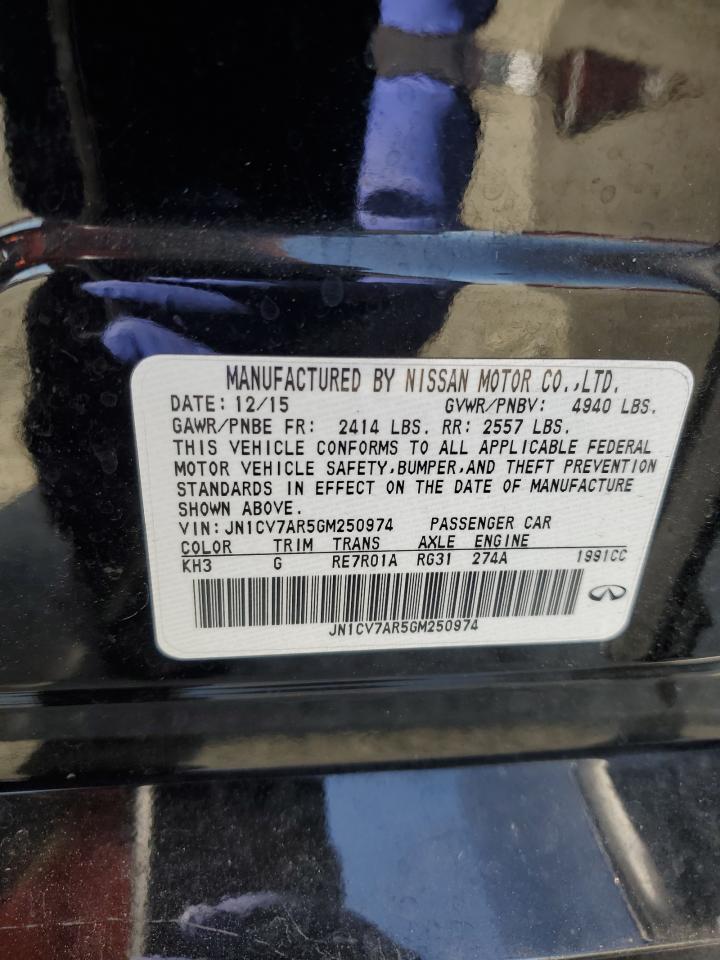 MANUFACTURED BY NISSAN MOTOR CO.,LTD.
DATE: 12/15 GVWR/PNBV: 4940 LBS.
GAWR/PNBE FR: 2414 LBS. RR: 2557 LBS.
THIS VEHICLE CONFORMS TO ALL APPLICABLE FEDERAL
MOTOR VEHICLE SAFETY,BUMPER,AND THEFT PREVENTION
STANDARDS IN EFFECT ON THE DATE OF MANUFACTURE
SHOWN ABOVE.
VIN:JN1CV7AR5GM250974 PASSENGER CAR
COLOR TRIM TRANS AXLE ENGINE
KH3 G RE7R01A RG31 274A 1991CC
JN1CV7AR5GM250974